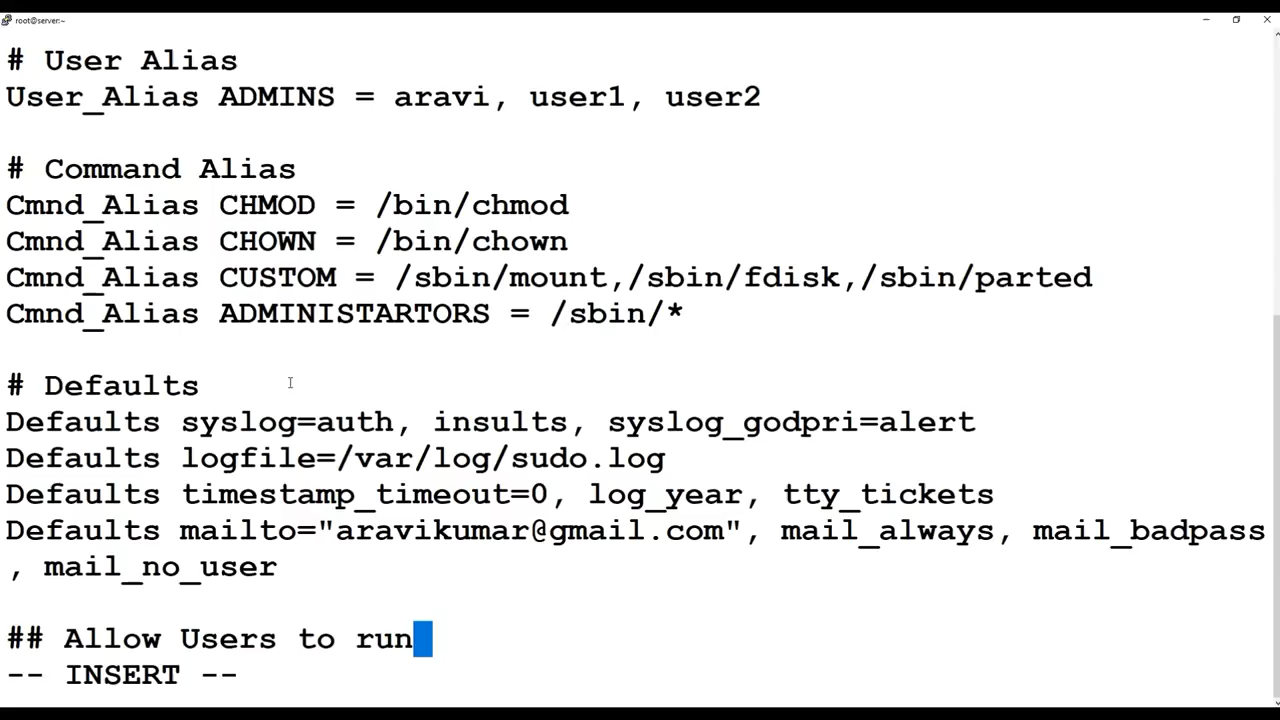 root@server:~
# User Alias
User_Alias ADMINS = aravi, user1, user2
# Command Alias
Cmnd_Alias CHMOD = /bin/chmod
Cmnd_Alias CHOWN = /bin/chown
Cmnd_Alias CUSTOM = /sbin/mount,/sbin/fdisk,/sbin/parted
Cmnd_Alias ADMINISTARTORS = /sbin/*
# Defaults
Defaults syslog=auth, insults, syslog_godpri=alert
Defaults logfile=/var/log/sudo.log
Defaults timestamp_timeout=0, log_year, tty_tickets
Defaults mailto="aravikumar@gmail.com", mail_always, mail_badpass
, mail_no_user
## Allow Users to run
-- INSERT --